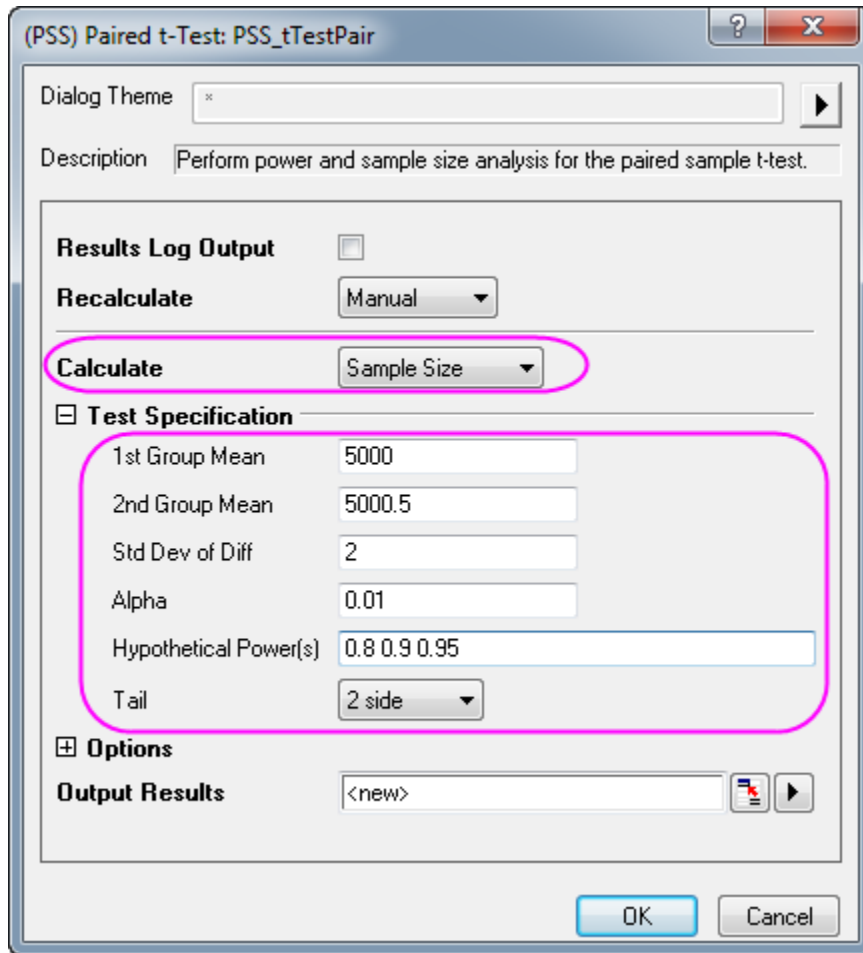 (PSS) Paired t-Test: PSS_tTestPair
Dialog Theme *
Description Perform power and sample size analysis for the paired sample t-test.
Results Log Output
Recalculate Manual
Calculate Sample Size
Test Specification
1st Group Mean 5000
2nd Group Mean 5000.5
Std Dev of Diff 2
Alpha 0.01
Hypothetical Power(s) 0.8 0.9 0.95
Tail 2 side
Options
Output Results <new>
OK Cancel